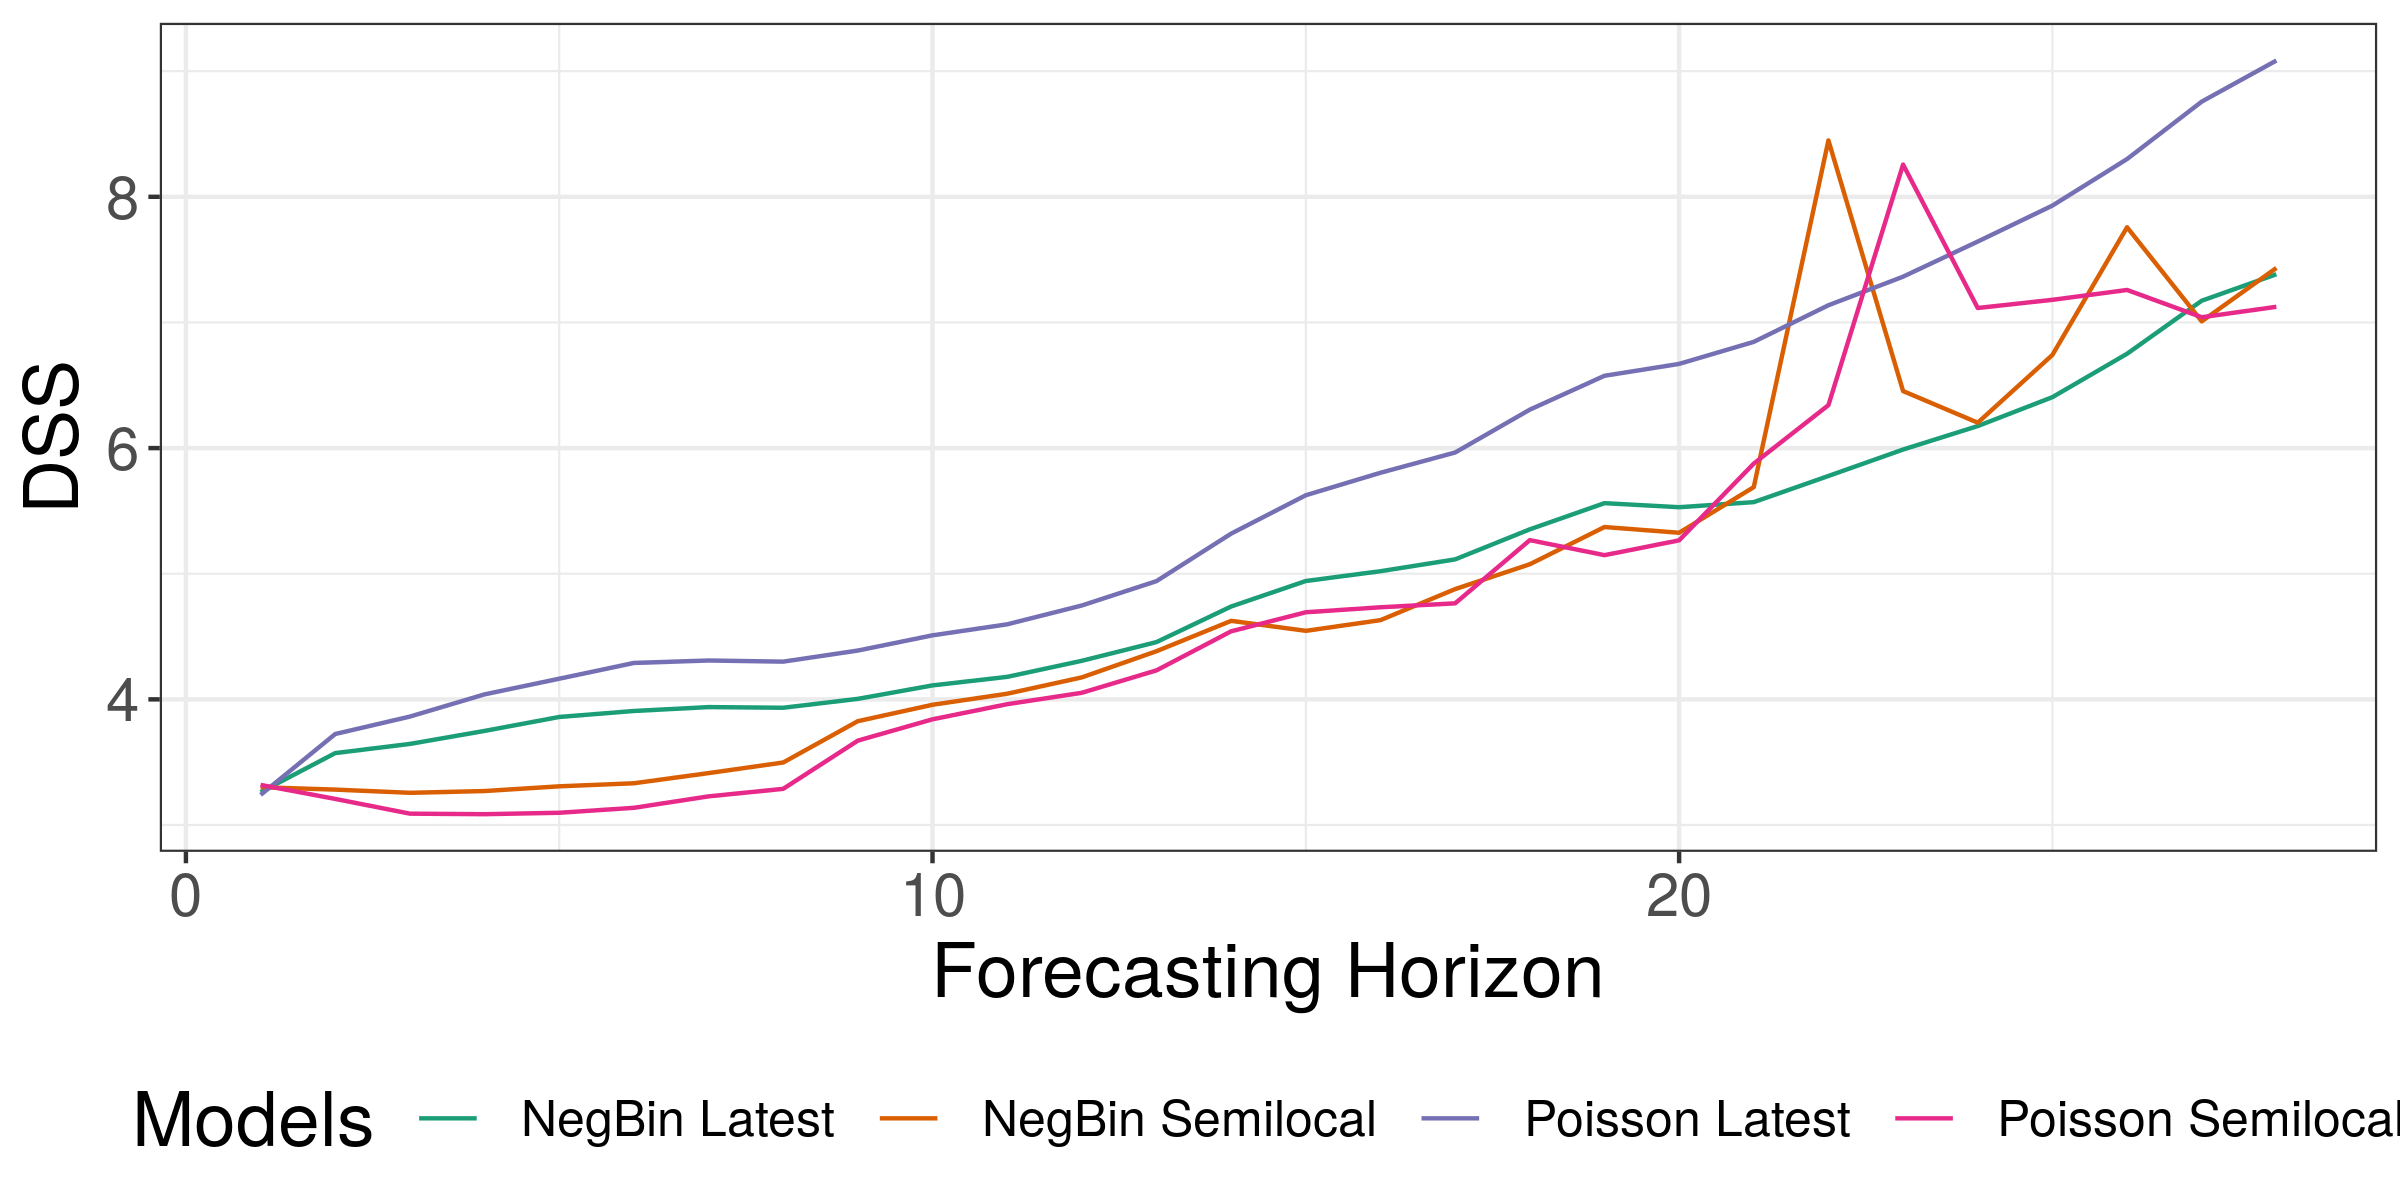 DSS
8
6
4
0 10 20
Forecasting Horizon
Models NegBin Latest NegBin Semilocal Poisson Latest Poisson Semilocal